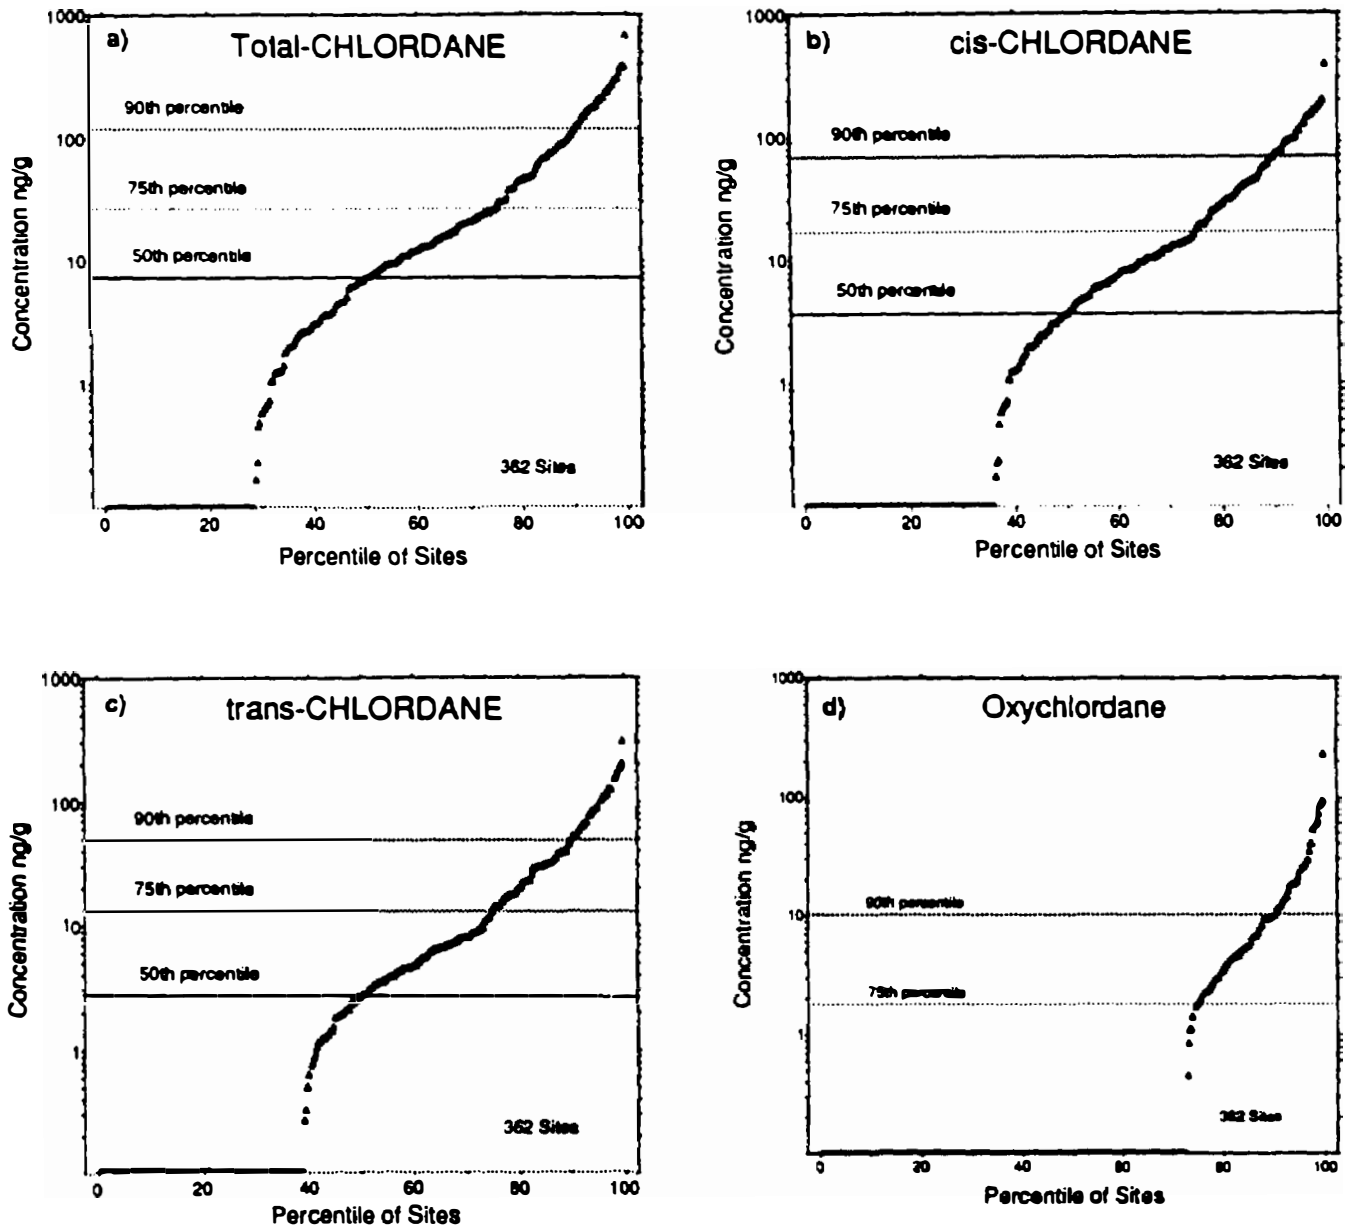 a) Total-CHLORDANE
1000
100
10
1
Concentration ng/g
90th percentile
75th percentile
50th percentile
362 Sites
0 20 40 60 80 100
Percentile of Sites
b) cis-CHLORDANE
1000
100
10
1
Concentration ng/g
90th percentile
75th percentile
50th percentile
362 Sites
0 20 40 60 80 100
Percentile of Sites
c) trans-CHLORDANE
1000
100
10
1
Concentration ng/g
90th percentile
75th percentile
50th percentile
362 Sites
0 20 40 60 80 100
Percentile of Sites
d) Oxychlordane
1000
100
10
1
Concentration ng/g
90th percentile
75th percentile
362 Sites
0 20 40 60 80 100
Percentile of Sites